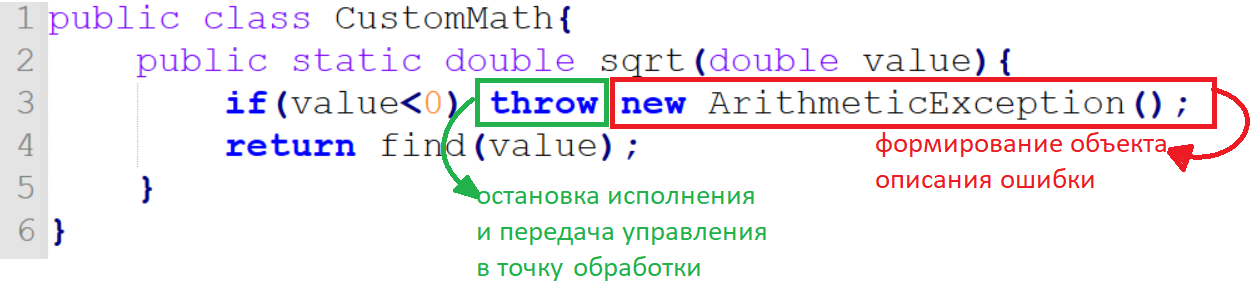 1 public class CustomMath{
2 public static double sqrt(double value){
3 if(value<0) throw new ArithmeticException();
4 return find(value);
5 }
6 }
формирование объекта
описания ошибки
остановка исполнения
и передача управления
в точку обработки